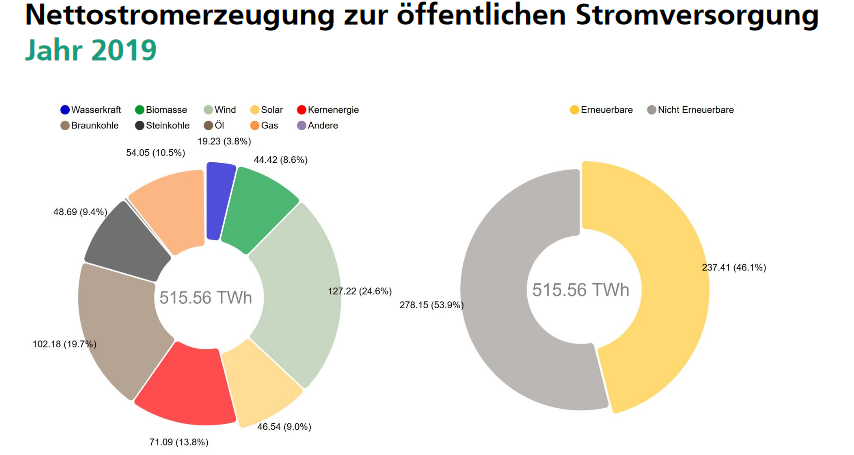 Nettostromerzeugung zur öffentlichen Stromversorgung
Jahr 2019
Wasserkraft Biomasse Wind Solar Kernenergie
Braunkohle Steinkohle Öl Gas Andere
Erneuerbare Nicht Erneuerbare
19.23 (3.8%)
54.05 (10.5%)
44.42 (8.6%)
48.69 (9.4%)
127.22 (24.6%)
515.56 TWh
102.18 (19.7%)
46.54 (9.0%)
71.09 (13.8%)
237.41 (46.1%)
515.56 TWh
278.15 (53.9%)